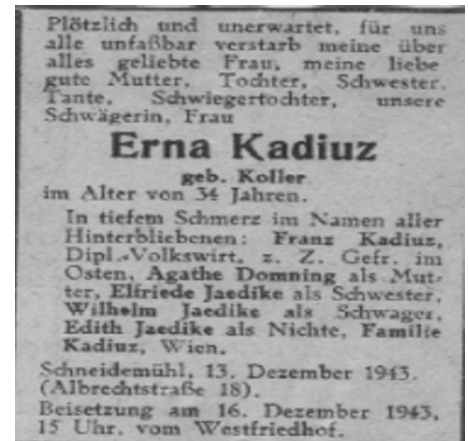 Plötzlich und unerwartet, für uns
alle unfaßbar verstarb meine über
alles geliebte Frau, meine liebe
gute Mutter, Tochter, Schwester,
Tante, Schwiegertochter, unsere
Schwägerin, Frau
Erna Kadiuz
geb. Koller
im Alter von 34 Jahren.
In tiefem Schmerz im Namen aller
Hinterbliebenen: Franz Kadiuz,
Dipl.-Volkswirt, z. Z. Gefr. im
Osten, Agathe Domning als Mut-
ter, Elfriede Jaedike als Schwester,
Wilhelm Jaedike als Schwager,
Edith Jaedike als Nichte, Familie
Kadiuz, Wien.
Schneidemühl, 13. Dezember 1943.
(Albrechtstraße 18).
Beisetzung am 16. Dezember 1943,
15 Uhr, vom Westfriedhof.